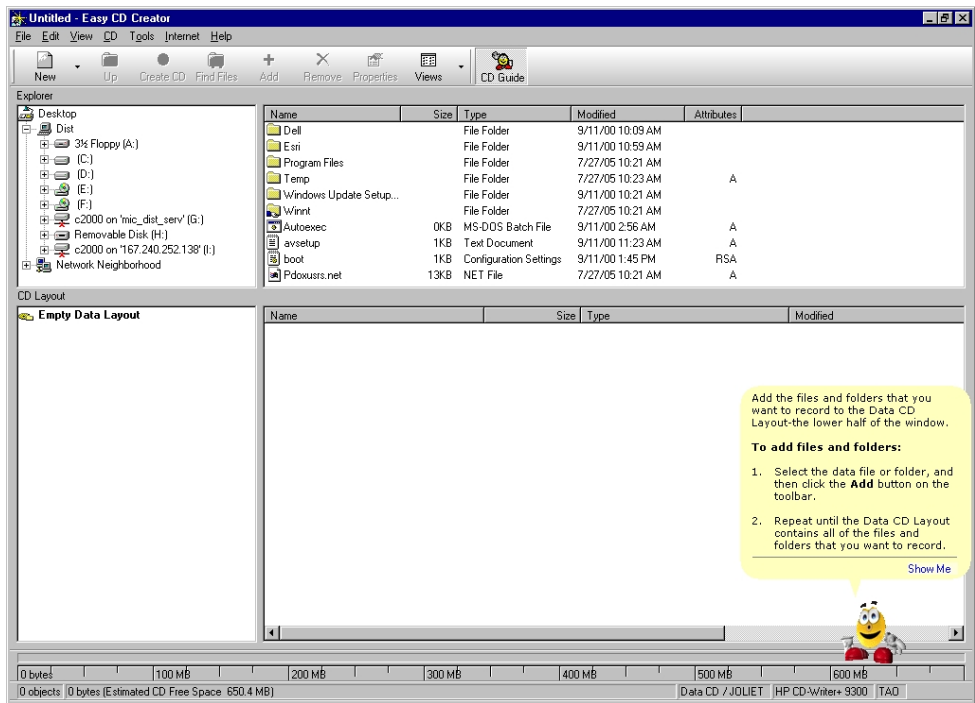 Untitled - Easy CD Creator
File Edit View CD Tools Internet Help
New Up Create CD Find Files Add Remove Properties Views CD Guide
Explorer
Desktop
Dist
3½ Floppy (A:)
(C:)
(D:)
(E:)
(F:)
c2000 on 'mic_dist_serv' (G:)
Removable Disk (H:)
c2000 on '167.240.252.138' (I:)
Network Neighborhood
Name Size Type Modified Attributes
Dell File Folder 9/11/00 10:09 AM
Esri File Folder 9/11/00 10:59 AM
Program Files File Folder 7/27/05 10:21 AM
Temp File Folder 7/27/05 10:23 AM A
Windows Update Setup... File Folder 9/11/00 10:21 AM
Winnt File Folder 7/27/05 10:21 AM
Autoexec 0KB MS-DOS Batch File 9/11/00 2:56 AM A
avsetup 1KB Text Document 9/11/00 11:23 AM A
boot 1KB Configuration Settings 9/11/00 1:45 PM RSA
Pdoxusrs.net 13KB NET File 7/27/05 10:21 AM A
CD Layout
Empty Data Layout
Name Size Type Modified
Add the files and folders that you
want to record to the Data CD
Layout-the lower half of the window.
To add files and folders:
1. Select the data file or folder, and
then click the Add button on the
toolbar.
2. Repeat until the Data CD Layout
contains all of the files and
folders that you want to record.
Show Me
0 bytes 100 MB 200 MB 300 MB 400 MB 500 MB 600 MB
0 objects 0 bytes (Estimated CD Free Space 650.4 MB) Data CD / JOLIET HP CD-Writer+ 9300 TAO